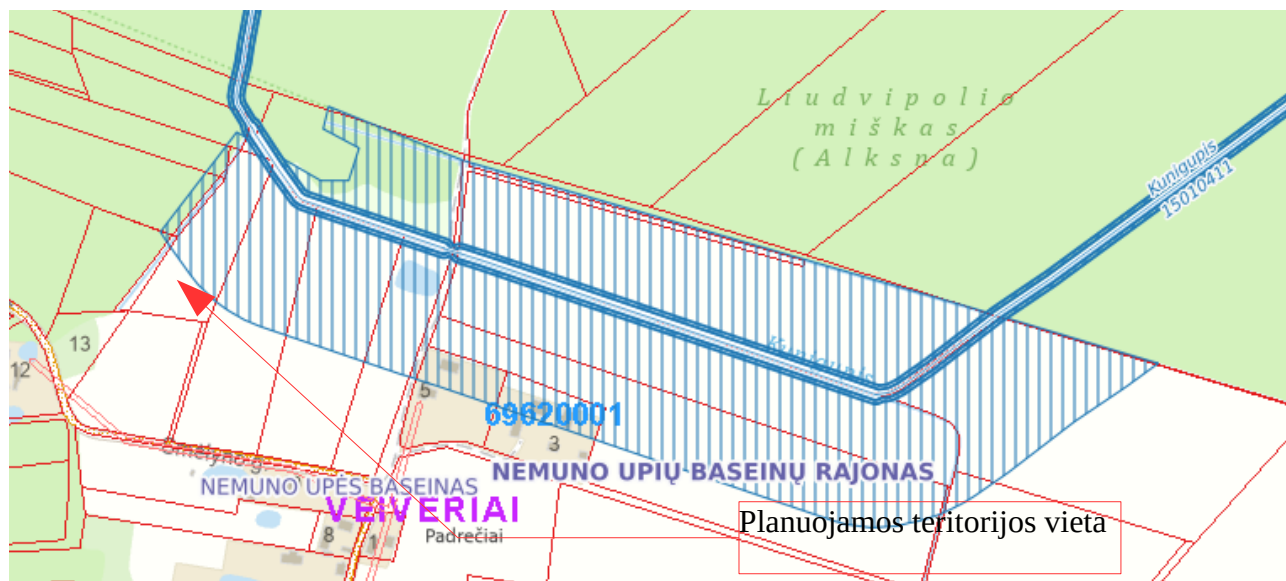 Liudvipolio
miškas
(Alksna)
Kunigupis
15010411
13
12
Kunigupis
5
69620001
3
Smėlyno g.
NEMUNO UPIŲ BASEINŲ RAJONAS
NEMUNO UPĖS BASEINAS
VEIVERIAI
Planuojamos teritorijos vieta
8
1
Padrečiai